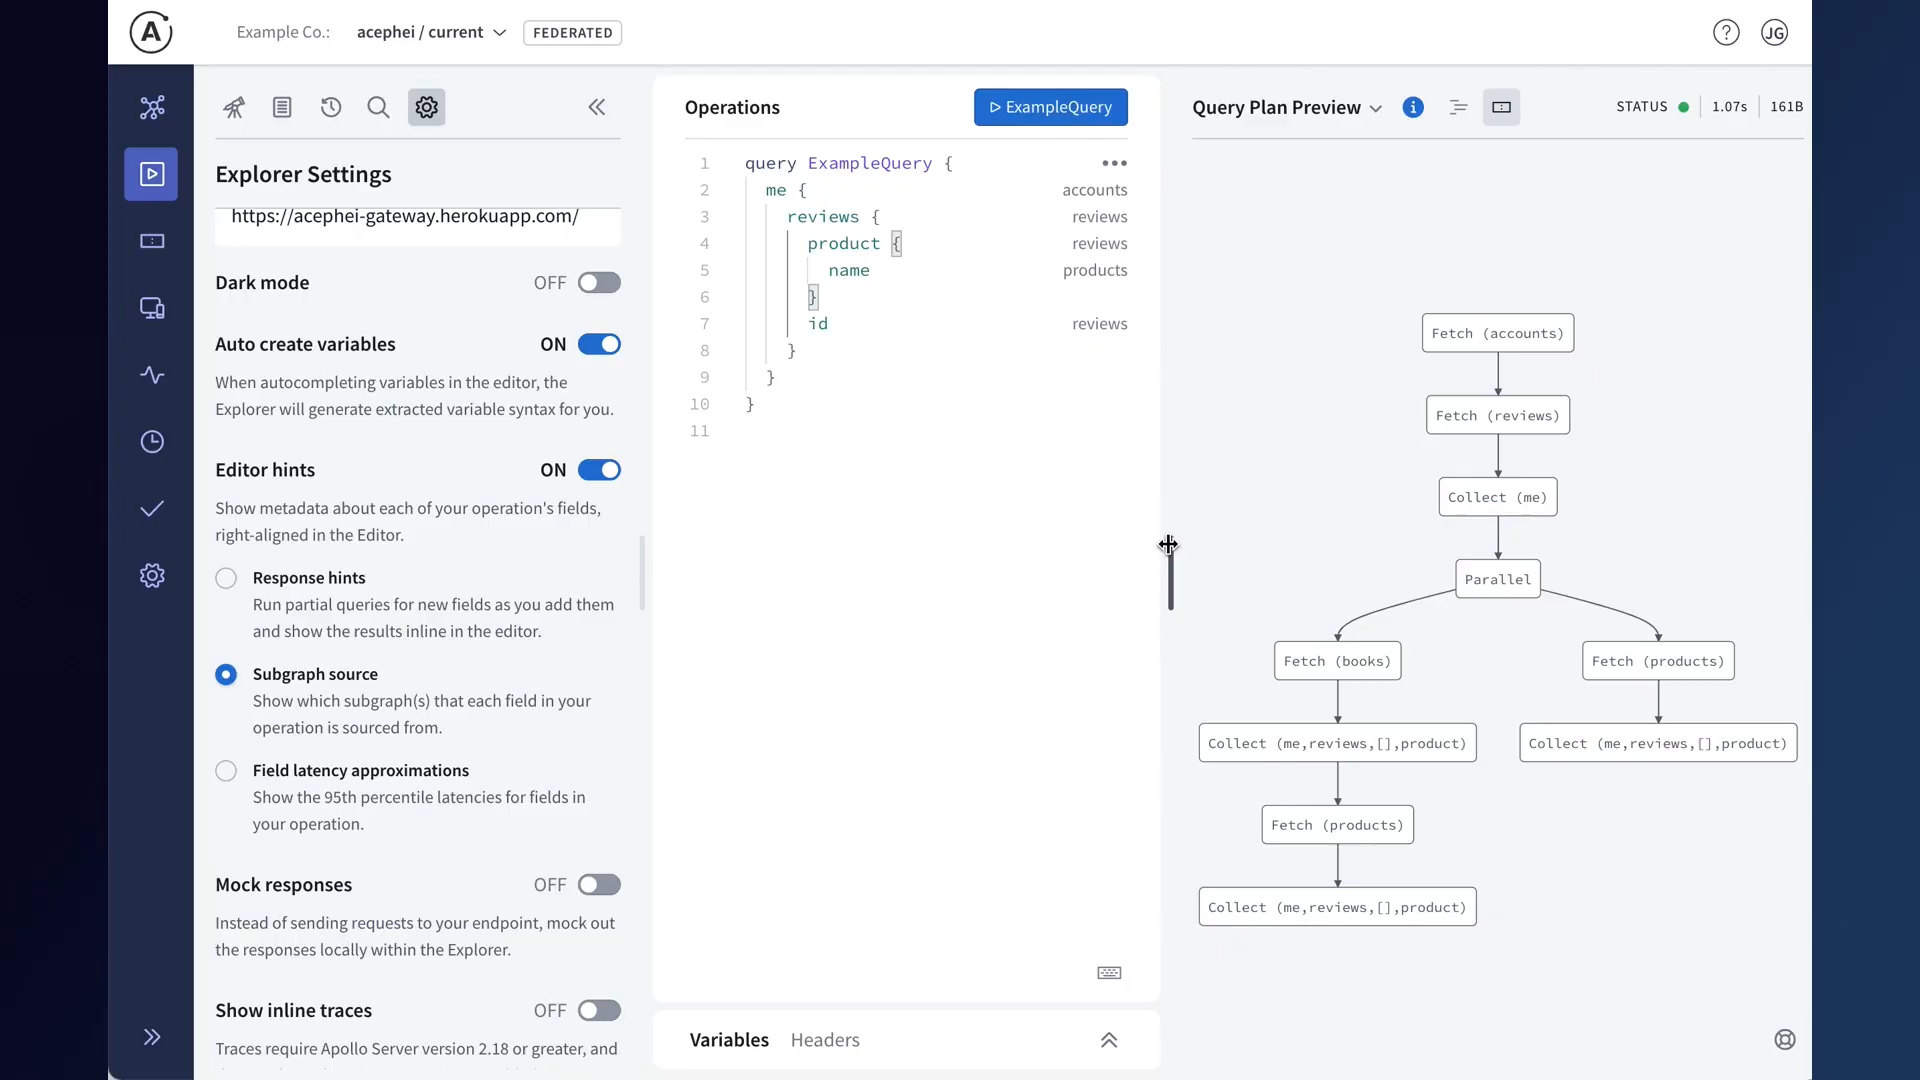 A
Example Co.:
acephei / current
FEDERATED
?
JG
Explorer Settings
https://acephei-gateway.herokuapp.com/
Dark mode
OFF
Auto create variables
ON
When autocompleting variables in the editor, the
Explorer will generate extracted variable syntax for you.
Editor hints
ON
Show metadata about each of your operation's fields,
right-aligned in the Editor.
Response hints
Run partial queries for new fields as you add them
and show the results inline in the editor.
Subgraph source
Show which subgraph(s) that each field in your
operation is sourced from.
Field latency approximations
Show the 95th percentile latencies for fields in
your operation.
Mock responses
OFF
Instead of sending requests to your endpoint, mock out
the responses locally within the Explorer.
Show inline traces
OFF
Traces require Apollo Server version 2.18 or greater, and
Operations
ExampleQuery
1 query ExampleQuery {
2 me { accounts
3 reviews { reviews
4 product { reviews
5 name products
6 }
7 id reviews
8 }
9 }
10 }
11
Variables
Headers
Query Plan Preview
i
STATUS
1.07s
161B
Fetch (accounts)
Fetch (reviews)
Collect (me)
Parallel
Fetch (books)
Fetch (products)
Collect (me,reviews,[],product)
Collect (me,reviews,[],product)
Fetch (products)
Collect (me,reviews,[],product)